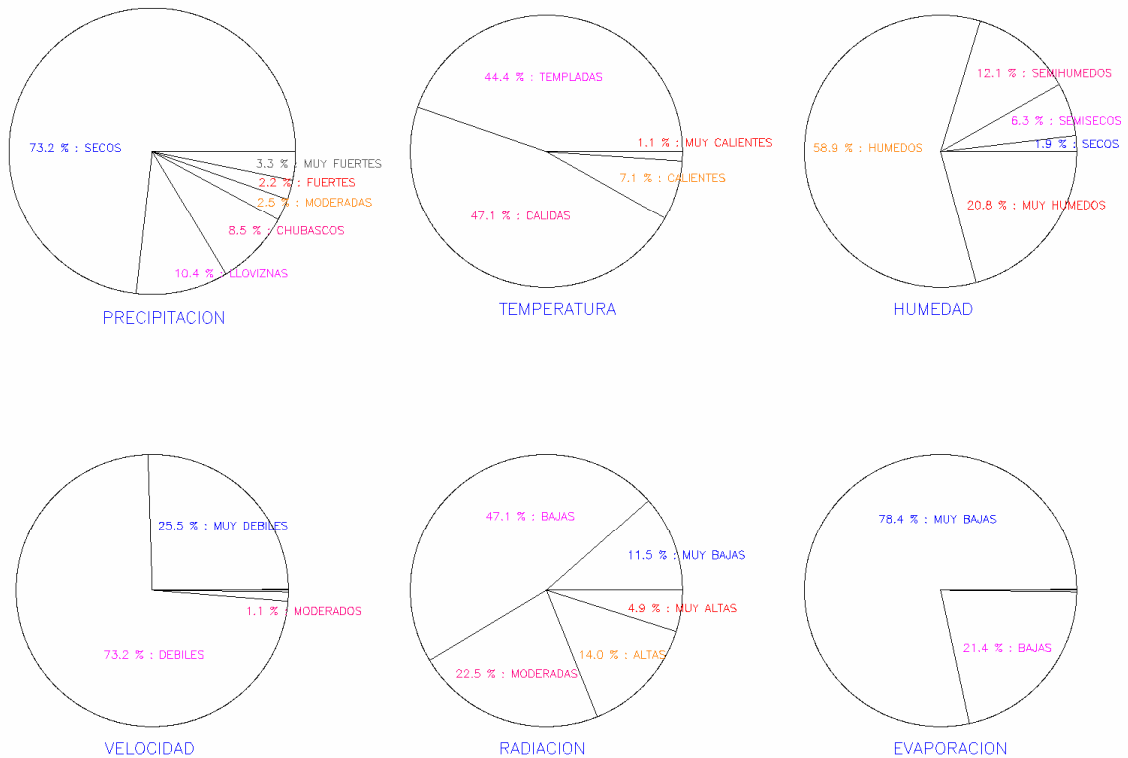 73.2 % : SECOS
3.3 % : MUY FUERTES
2.2 % : FUERTES
2.5 % : MODERADAS
8.5 % : CHUBASCOS
10.4 % : LLOVIZNAS
PRECIPITACION
44.4 % : TEMPLADAS
1.1 % : MUY CALIENTES
7.1 % : CALIENTES
47.1 % : CALIDAS
TEMPERATURA
12.1 % : SEMIHUMEDOS
6.3 % : SEMISECOS
1.9 % : SECOS
58.9 % : HUMEDOS
20.8 % : MUY HUMEDOS
HUMEDAD
25.5 % : MUY DEBILES
1.1 % : MODERADOS
73.2 % : DEBILES
VELOCIDAD
47.1 % : BAJAS
11.5 % : MUY BAJAS
4.9 % : MUY ALTAS
14.0 % : ALTAS
22.5 % : MODERADAS
RADIACION
78.4 % : MUY BAJAS
21.4 % : BAJAS
EVAPORACION